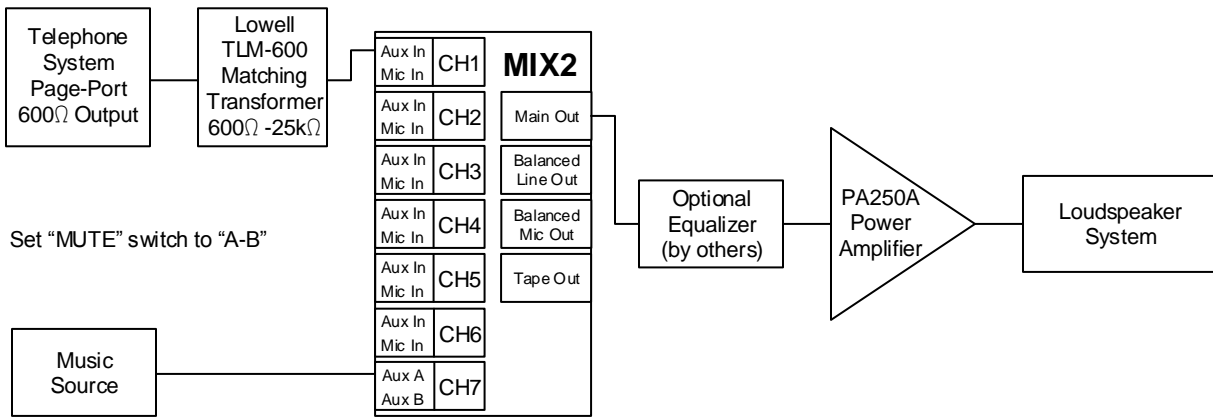 Telephone
System
Page-Port
600Ω Output
Lowell
TLM-600
Matching
Transformer
600Ω -25kΩ
Set “MUTE” switch to “A-B”
Music
Source
MIX2
Aux In
Mic In
CH1
Aux In
Mic In
CH2
Aux In
Mic In
CH3
Aux In
Mic In
CH4
Aux In
Mic In
CH5
Aux In
Mic In
CH6
Aux A
Aux B
CH7
Main Out
Balanced
Line Out
Balanced
Mic Out
Tape Out
Optional
Equalizer
(by others)
PA250A
Power
Amplifier
Loudspeaker
System